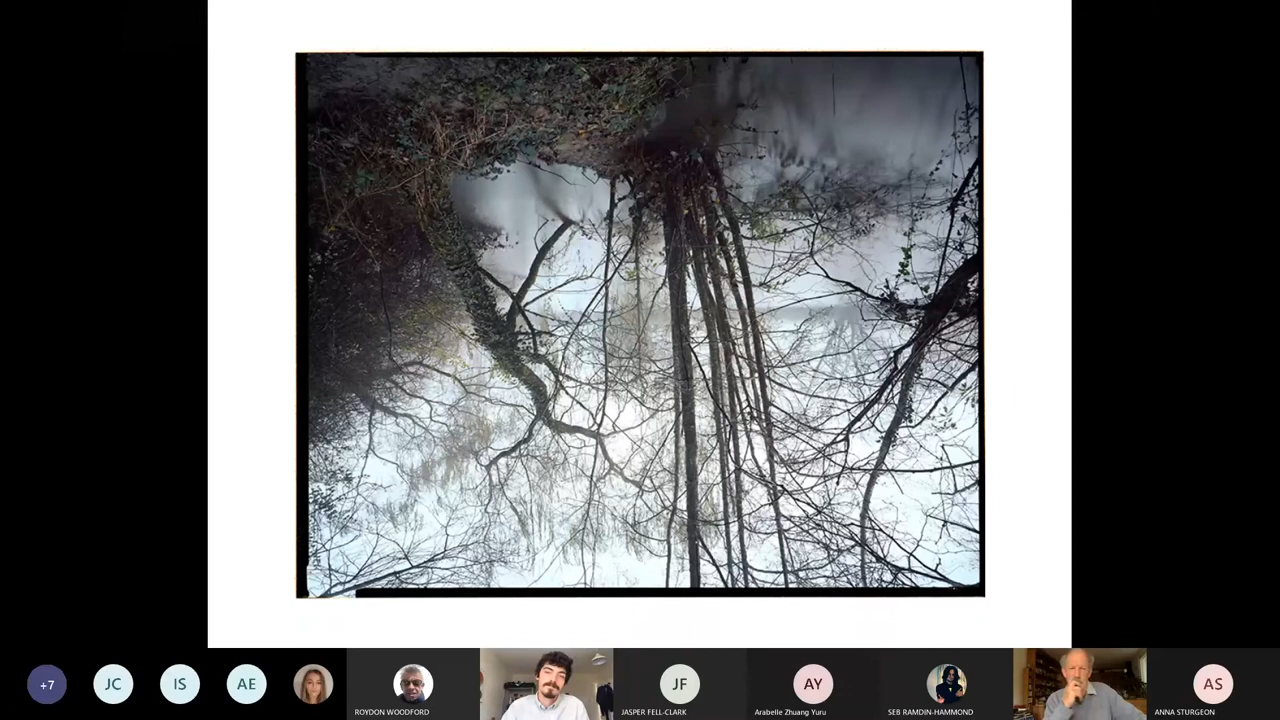 +7
JC
IS
AE
ROYDON WOODFORD
JF
JASPER FELL-CLARK
AY
Arabelle Zhuang Yuru
SEB RAMDIN-HAMMOND
AS
ANNA STURGEON